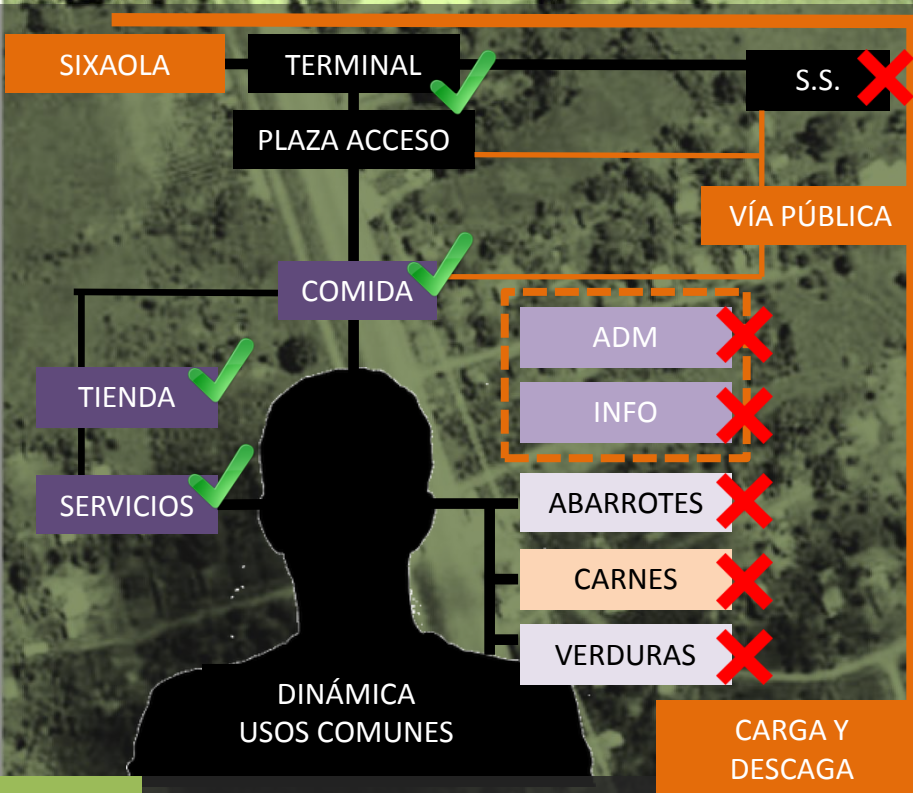 SIXAOLA
TERMINAL
S.S.
PLAZA ACCESO
VÍA PÚBLICA
COMIDA
ADM
TIENDA
INFO
SERVICIOS
ABARROTES
CARNES
VERDURAS
DINÁMICA
USOS COMUNES
CARGA Y
DESCAGA